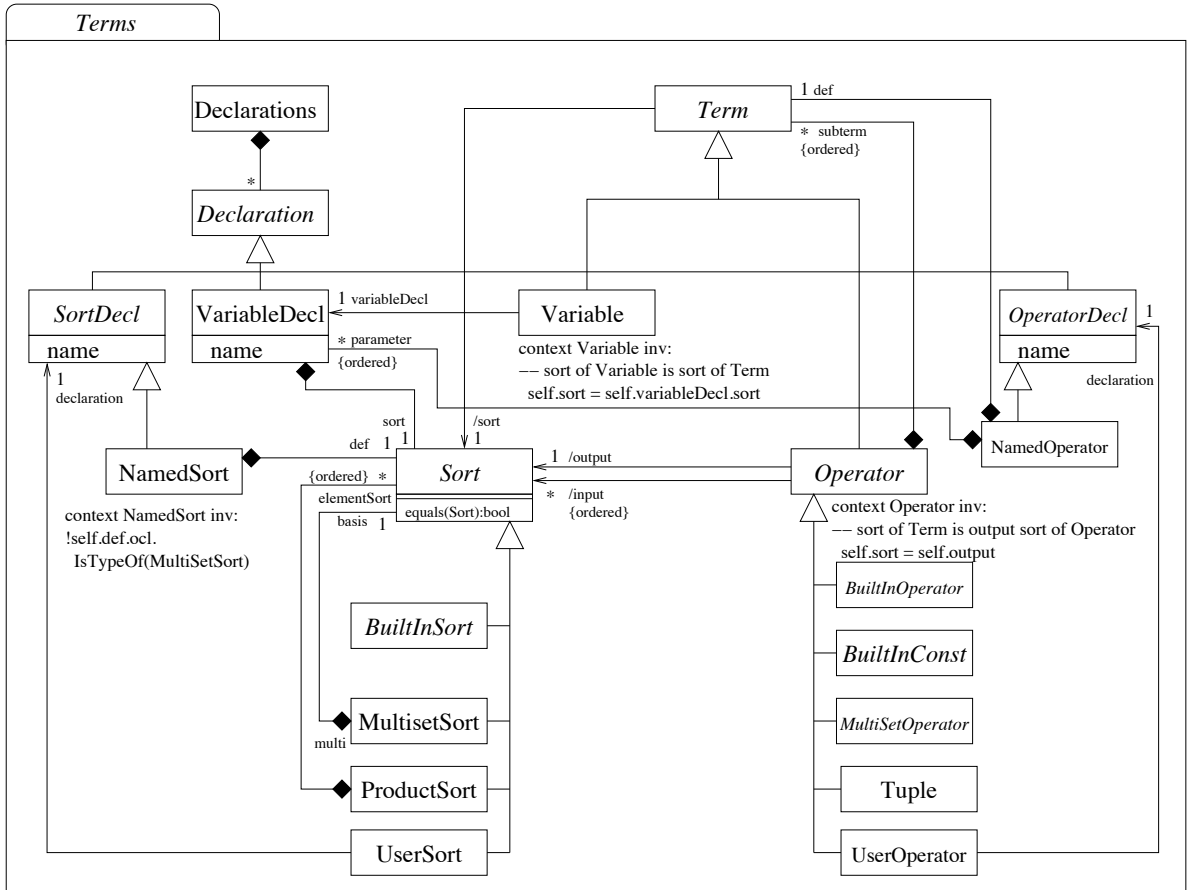 Terms
Declarations
Term
1 def
* subterm
{ordered}
*
Declaration
SortDecl
name
VariableDecl
name
1 variableDecl
* parameter
{ordered}
Variable
context Variable inv:
−− sort of Variable is sort of Term
self.sort = self.variableDecl.sort
OperatorDecl
name
1
declaration
1
declaration
NamedOperator
sort
1
/sort
1
def 1
NamedSort
context NamedSort inv:
!self.def.ocl.
IsTypeOf(MultiSetSort)
{ordered} *
elementSort
basis 1
Sort
equals(Sort):bool
1 /output
* /input
{ordered}
Operator
context Operator inv:
−− sort of Term is output sort of Operator
self.sort = self.output
BuiltInSort
MultisetSort
multi
ProductSort
UserSort
BuiltInOperator
BuiltInConst
MultiSetOperator
Tuple
UserOperator